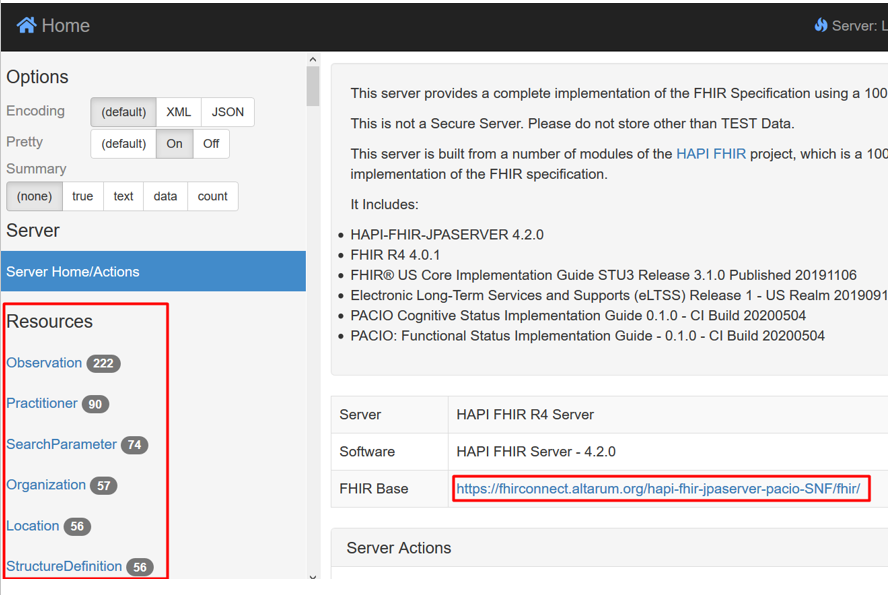 Home
Server: L
Options
Encoding (default) XML JSON
Pretty (default) On Off
Summary
(none) true text data count
Server
Server Home/Actions
Resources
Observation 222
Practitioner 90
SearchParameter 74
Organization 57
Location 56
StructureDefinition 56
This server provides a complete implementation of the FHIR Specification using a 100
This is not a Secure Server. Please do not store other than TEST Data.
This server is built from a number of modules of the HAPI FHIR project, which is a 100
implementation of the FHIR specification.
It Includes:
HAPI-FHIR-JPASERVER 4.2.0
FHIR R4 4.0.1
FHIR® US Core Implementation Guide STU3 Release 3.1.0 Published 20191106
Electronic Long-Term Services and Supports (eLTSS) Release 1 - US Realm 2019091
PACIO Cognitive Status Implementation Guide 0.1.0 - CI Build 20200504
PACIO: Functional Status Implementation Guide - 0.1.0 - CI Build 20200504
Server HAPI FHIR R4 Server
Software HAPI FHIR Server - 4.2.0
FHIR Base https://fhirconnect.altarum.org/hapi-fhir-jpaserver-pacio-SNF/fhir/
Server Actions